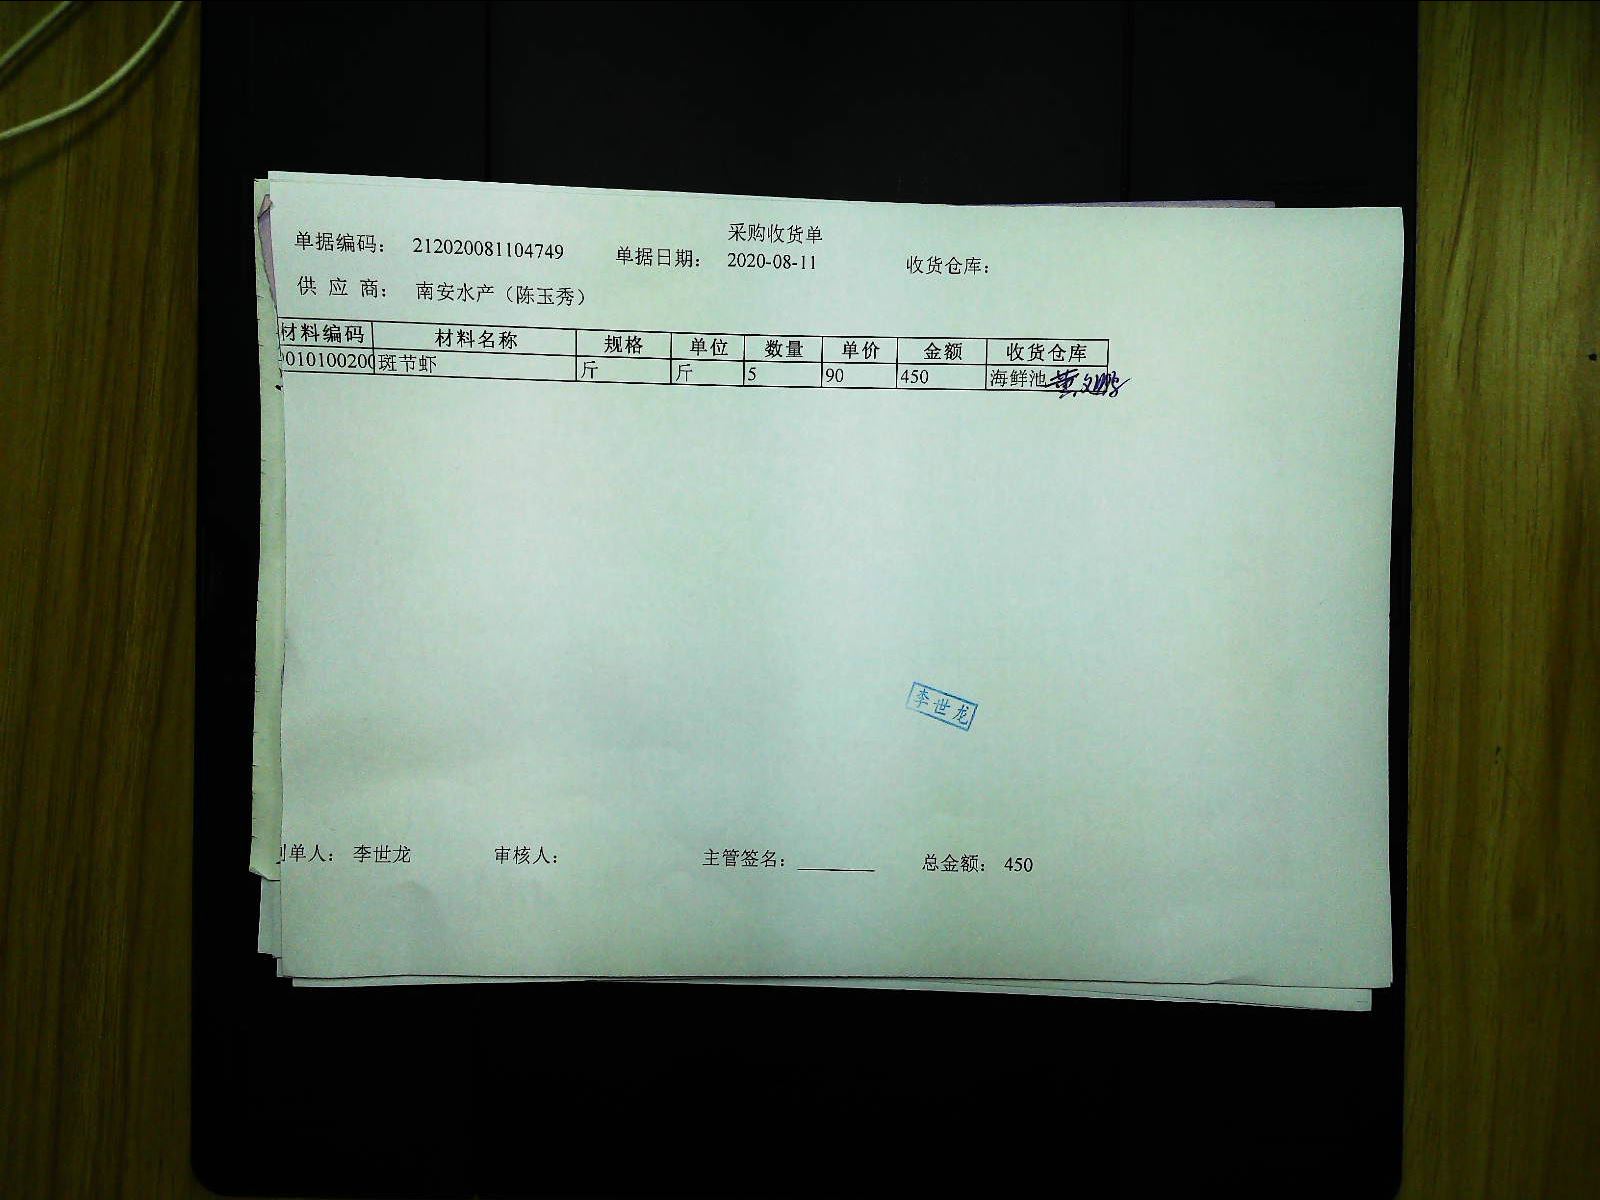 采购收货单
单据编码： 212020081104749 单据日期： 2020-08-11 收货仓库：
供 应 商： 南安水产（陈玉秀）
材料编码 材料名称 规格 单位 数量 单价 金额 收货仓库
010100200 斑节虾 斤 斤 5 90 450 海鲜池
李世龙
单人： 李世龙 审核人： 主管签名： 总金额： 450